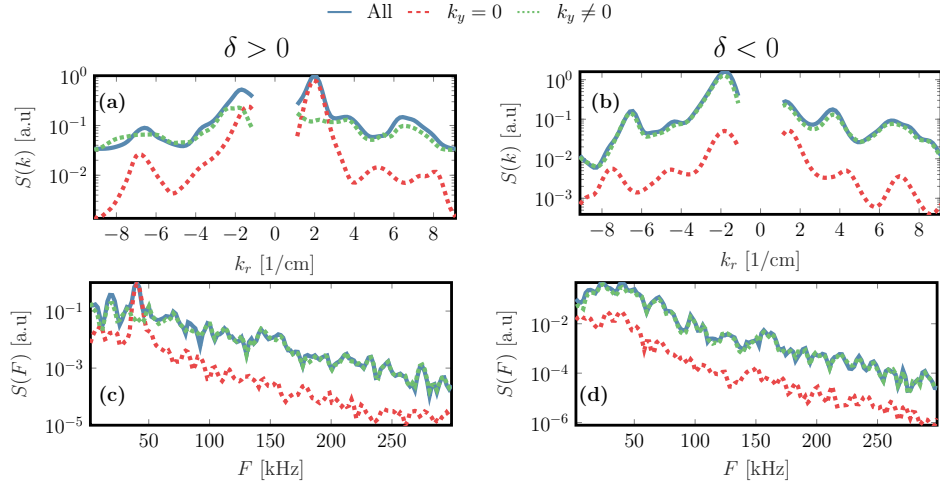 All k_y = 0 k_y ≠ 0
δ > 0
δ < 0
(a)
S(k) [a.u]
10^0
10^−1
10^−2
−8 −6 −4 −2 0 2 4 6 8
k_r [1/cm]
(b)
S(k) [a.u]
10^0
10^−1
10^−2
10^−3
−8 −6 −4 −2 0 2 4 6 8
k_r [1/cm]
(c)
S(F) [a.u]
10^−1
10^−3
10^−5
50 100 150 200 250
F [kHz]
(d)
S(F) [a.u]
10^−2
10^−4
10^−6
50 100 150 200 250
F [kHz]